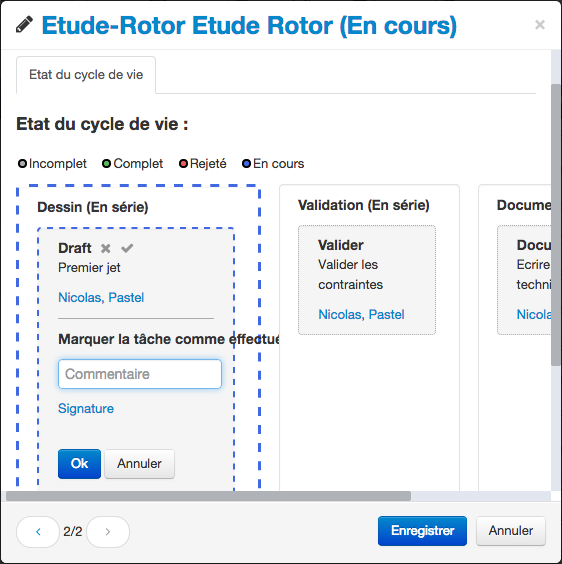 Etude-Rotor Etude Rotor (En cours)
×
Etat du cycle de vie
Etat du cycle de vie :
Incomplet Complet Rejeté En cours
Dessin (En série)
Draft
Premier jet
Nicolas, Pastel
Marquer la tâche comme effectué
Commentaire
Signature
Ok Annuler
Validation (En série)
Valider
Valider les
contraintes
Nicolas, Pastel
Docume
Docu
Ecrire
techni
Nicola
2/2
Enregistrer Annuler